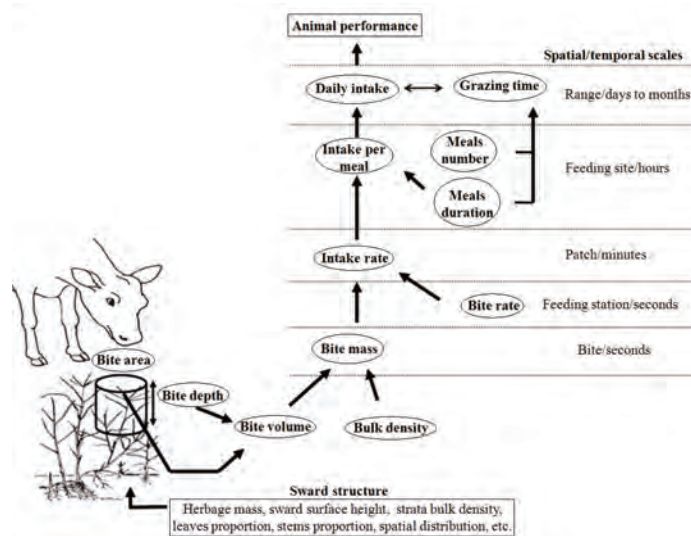 Animal performance
Spatial/temporal scales
Daily intake
Grazing time
Range/days to months
Intake per
meal
Meals
number
Meals
duration
Feeding site/hours
Intake rate
Patch/minutes
Bite rate
Feeding station/seconds
Bite mass
Bite/seconds
Bite area
Bite depth
Bite volume
Bulk density
Sward structure
Herbage mass, sward surface height, strata bulk density,
leaves proportion, stems proportion, spatial distribution, etc.